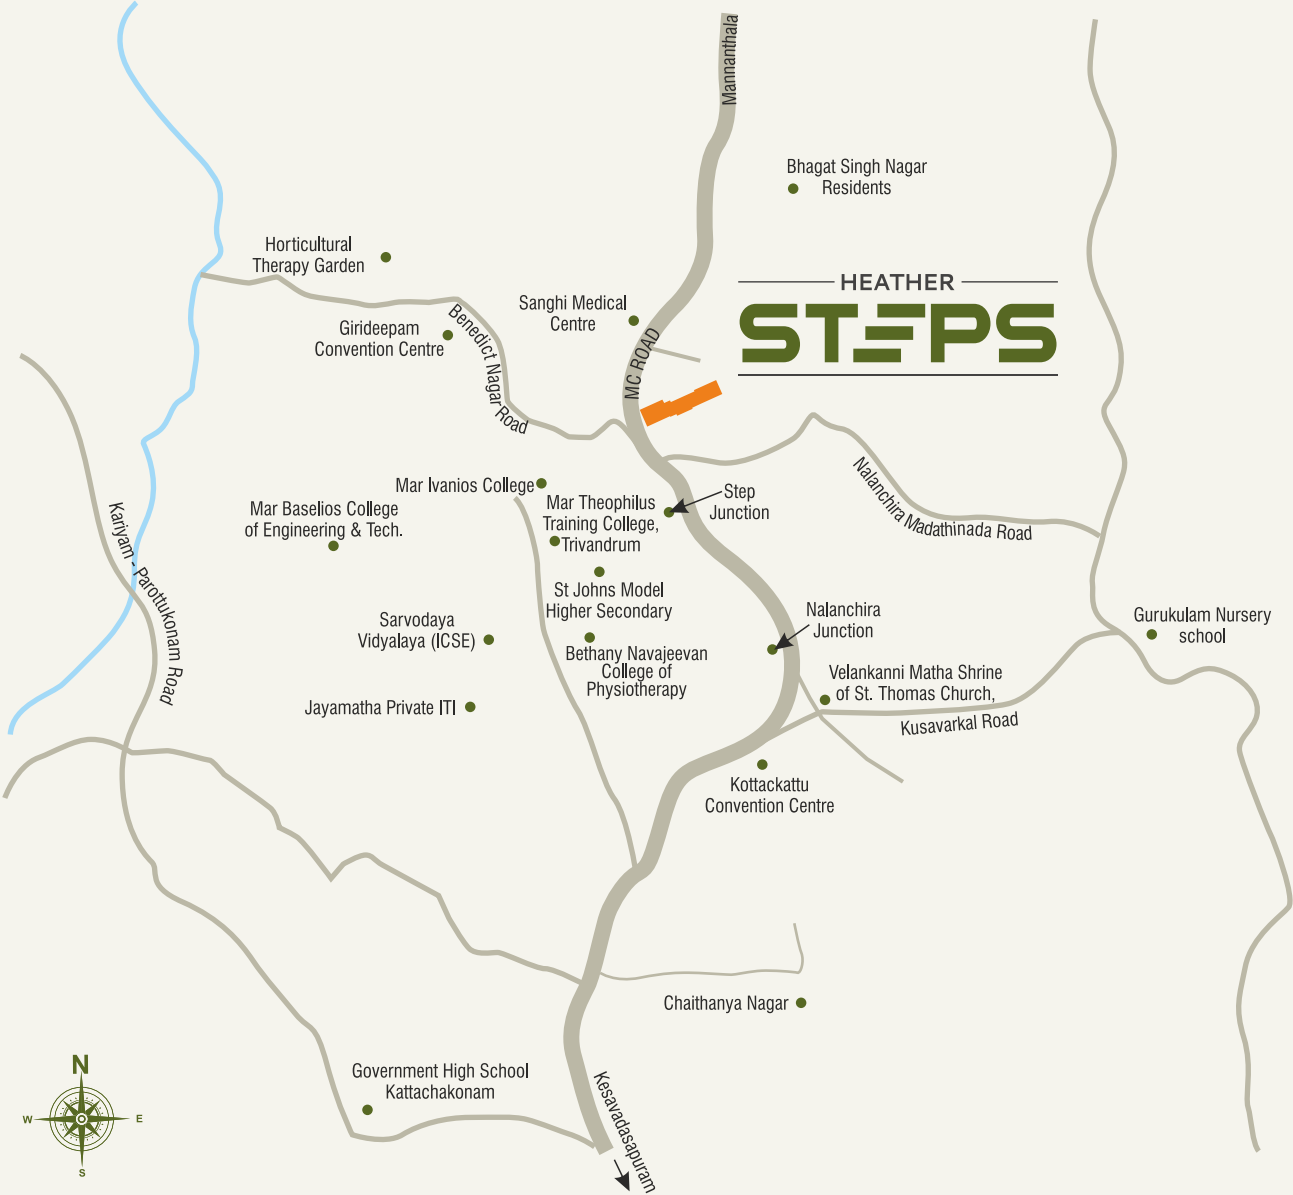 Mannanthala
Bhagat Singh Nagar
Residents
Horticultural
Therapy Garden
HEATHER
STEPS
Sanghi Medical
Centre
Girideepam
Convention Centre
Benedict Nagar Road
MC ROAD
Mar Ivanios College
Mar Baselios College
of Engineering & Tech.
Mar Theophilus
Training College,
Trivandrum
Step
Junction
Nalanchira Madathinada Road
Kariyam - Parottukonam Road
St Johns Model
Higher Secondary
Sarvodaya
Vidyalaya (ICSE)
Nalanchira
Junction
Gurukulam Nursery
school
Bethany Navajeevan
College of
Physiotherapy
Velankanni Matha Shrine
of St. Thomas Church,
Jayamatha Private ITI
Kusavarkal Road
Kottackattu
Convention Centre
Chaithanya Nagar
Government High School
Kattachakonam
Kesavadasapuram
N
W
E
S